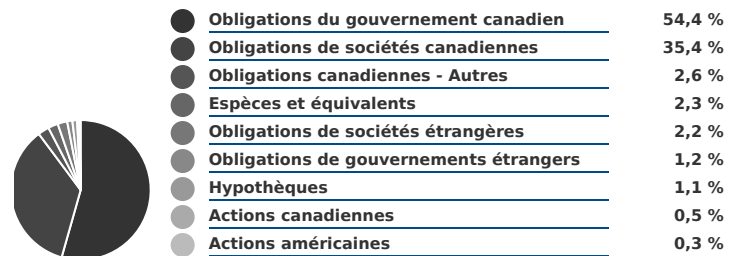 Obligations du gouvernement canadien 54,4 %
Obligations de sociétés canadiennes 35,4 %
Obligations canadiennes - Autres 2,6 %
Espèces et équivalents 2,3 %
Obligations de sociétés étrangères 2,2 %
Obligations de gouvernements étrangers 1,2 %
Hypothèques 1,1 %
Actions canadiennes 0,5 %
Actions américaines 0,3 %